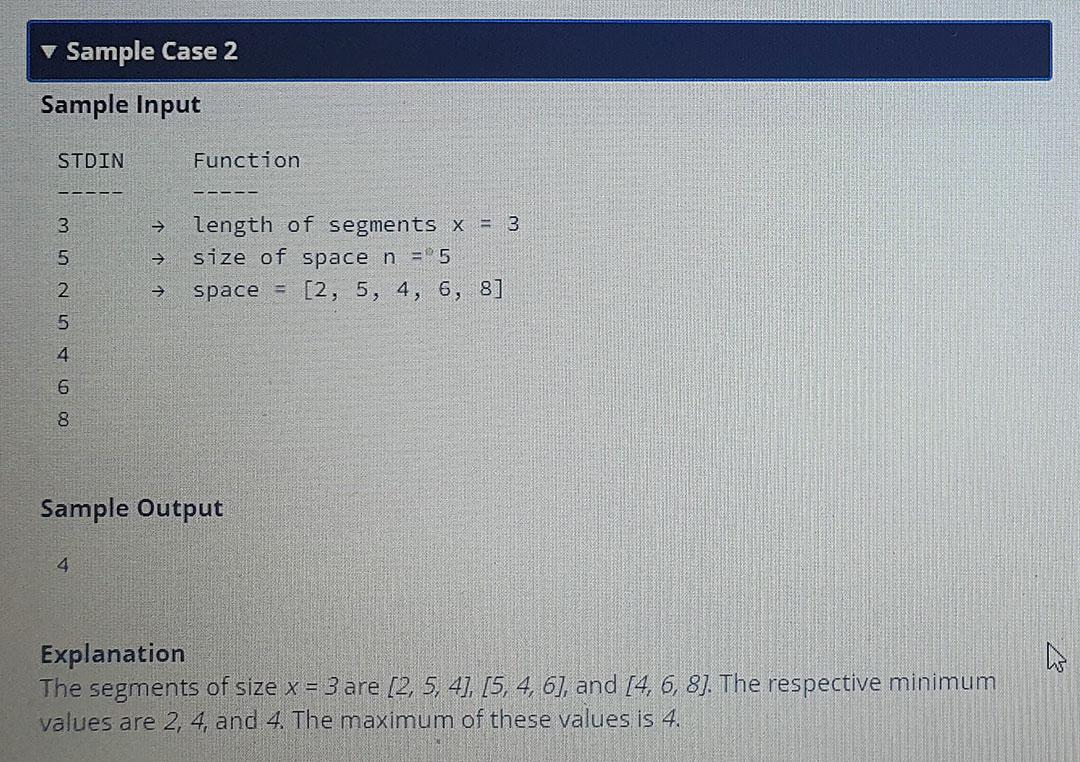 ▼ Sample Case 2
Sample Input
STDIN Function
----- -----
3 → length of segments x = 3
5 → size of space n = 5
2 → space = [2, 5, 4, 6, 8]
5
4
6
8
Sample Output
4
Explanation
The segments of size x = 3 are [2, 5, 4], [5, 4, 6], and [4, 6, 8]. The respective minimum
values are 2, 4, and 4. The maximum of these values is 4.